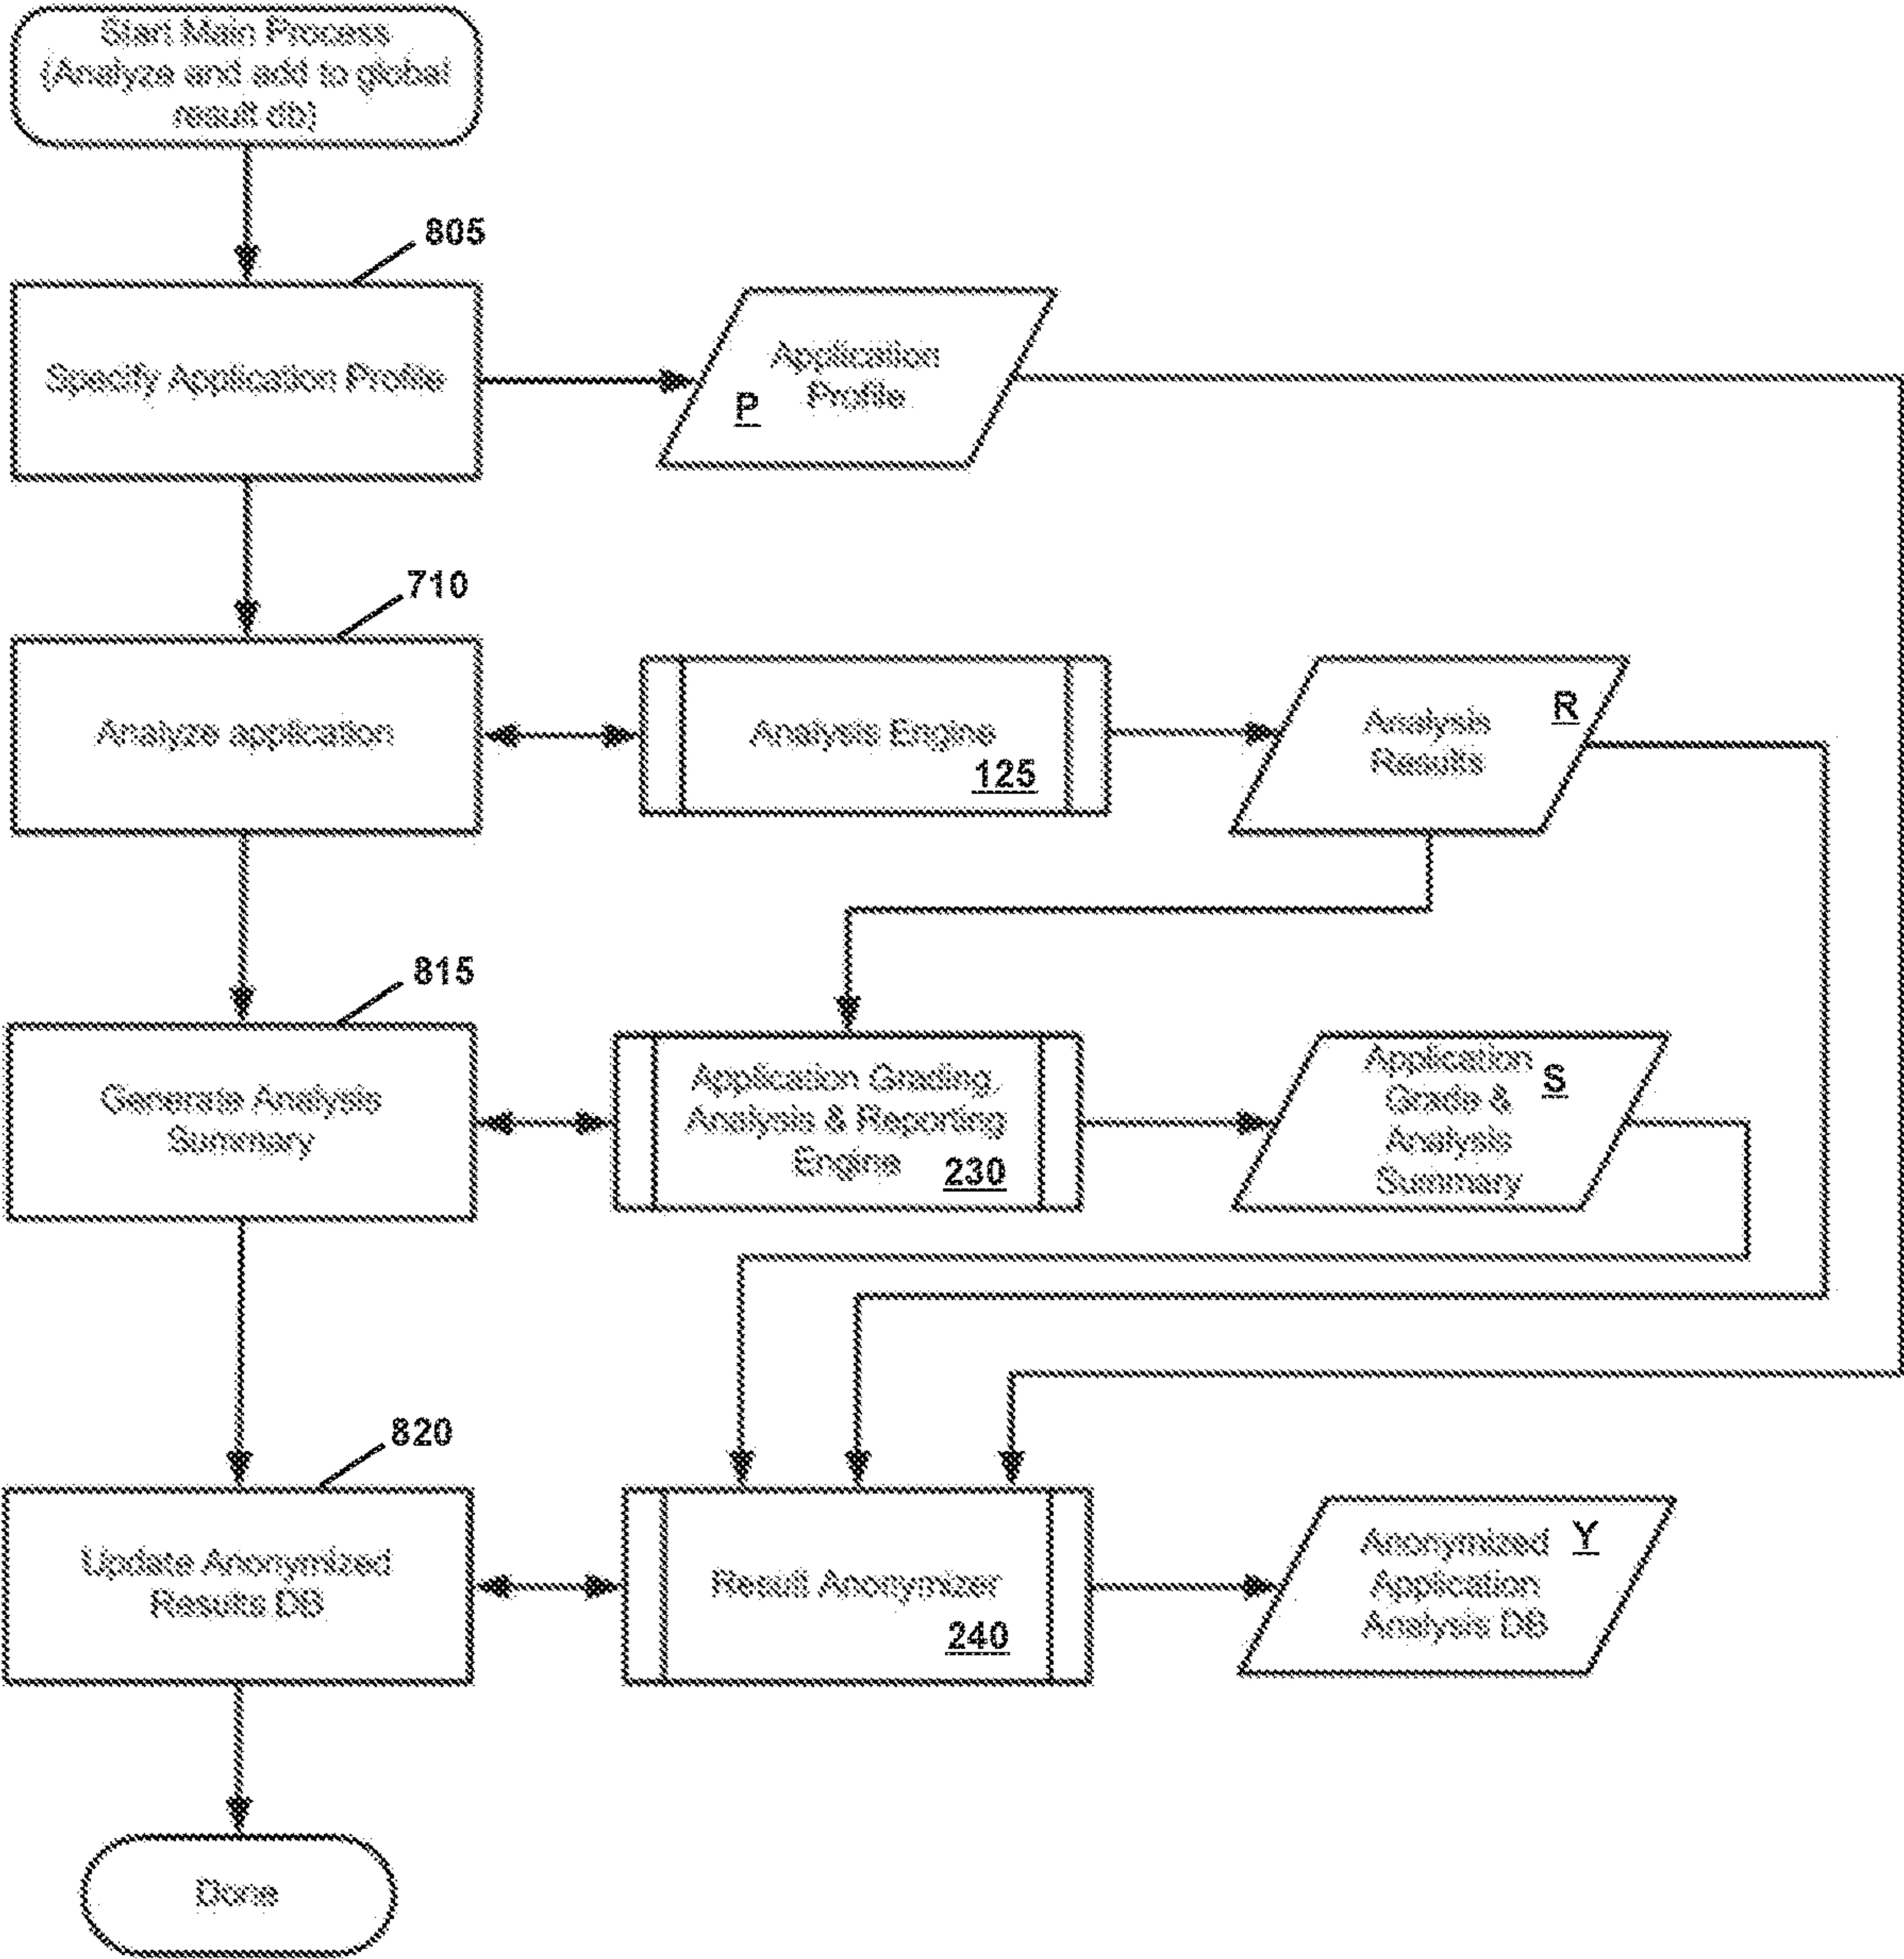 Start Main Process
(Analyze and add to global
result db)
805
Specify Application Profile
Application
Profile
P
710
Analyze application
Analysis Engine
125
Analysis
Results
R
815
Generate Analysis
Summary
Application Grading,
Analysis & Reporting
Engine
230
Application
Grade &
Analysis
Summary
S
820
Update Anonymized
Results DB
Result Anonymizer
240
Anonymized
Application
Analysis DB
Y
Done